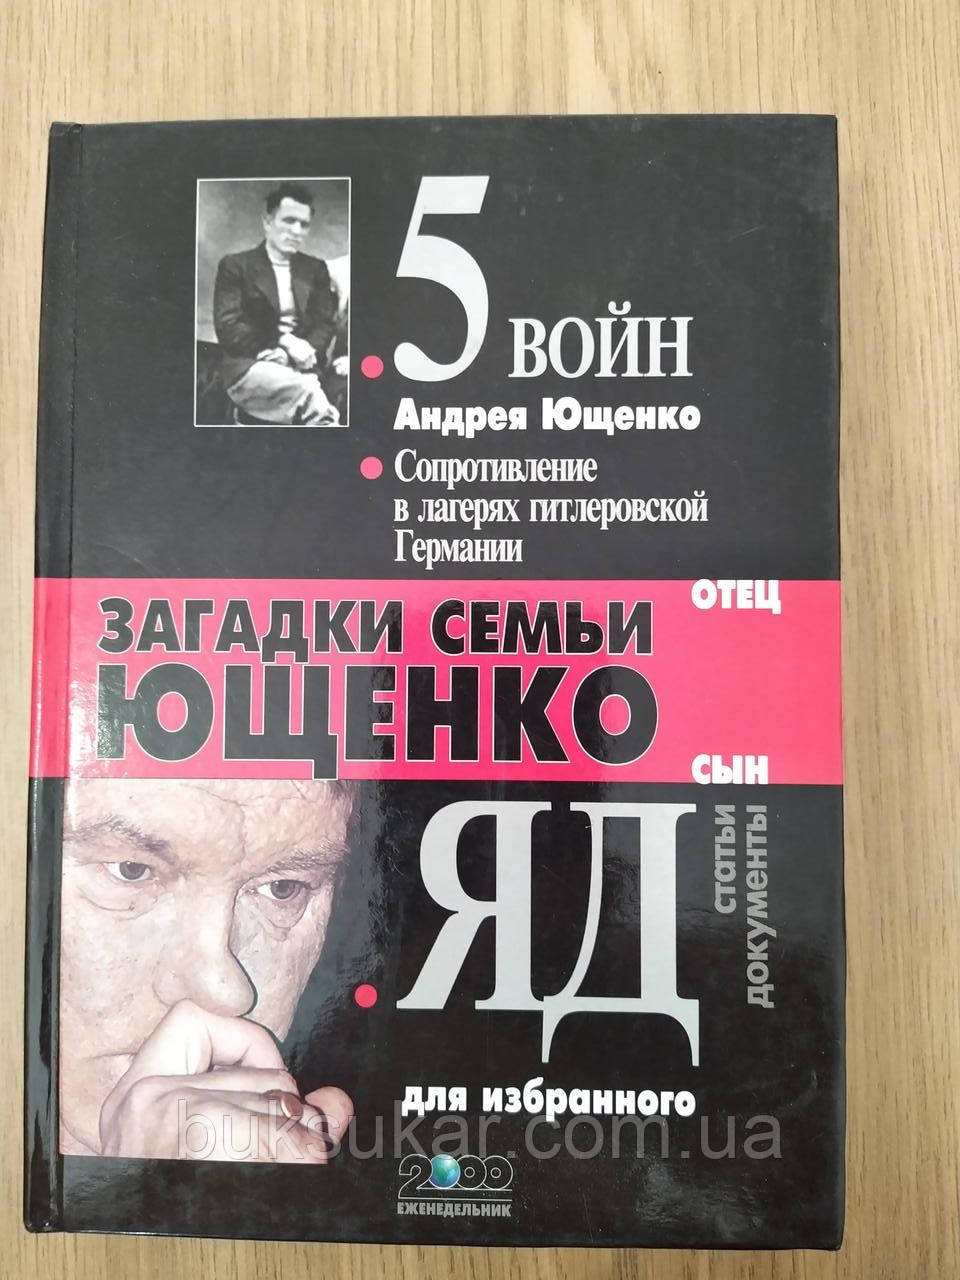 5 ВОЙН
Андрея Ющенко
Сопротивление
в лагерях гитлеровской
Германии
ОТЕЦ
ЗАГАДКИ СЕМЬИ
ЮЩЕНКО
СЫН
статьи
документы
ЯД
для избранного
buksukar.com.ua
2000
ЕЖЕНЕДЕЛЬНИК